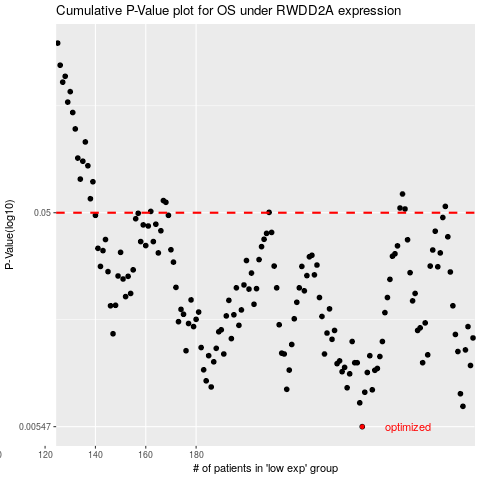 Cumulative P-Value plot for OS under RWDD2A expression
P-Value(log10)
0.05
0.00547
optimized
0 120 140 160 180
# of patients in 'low exp' group